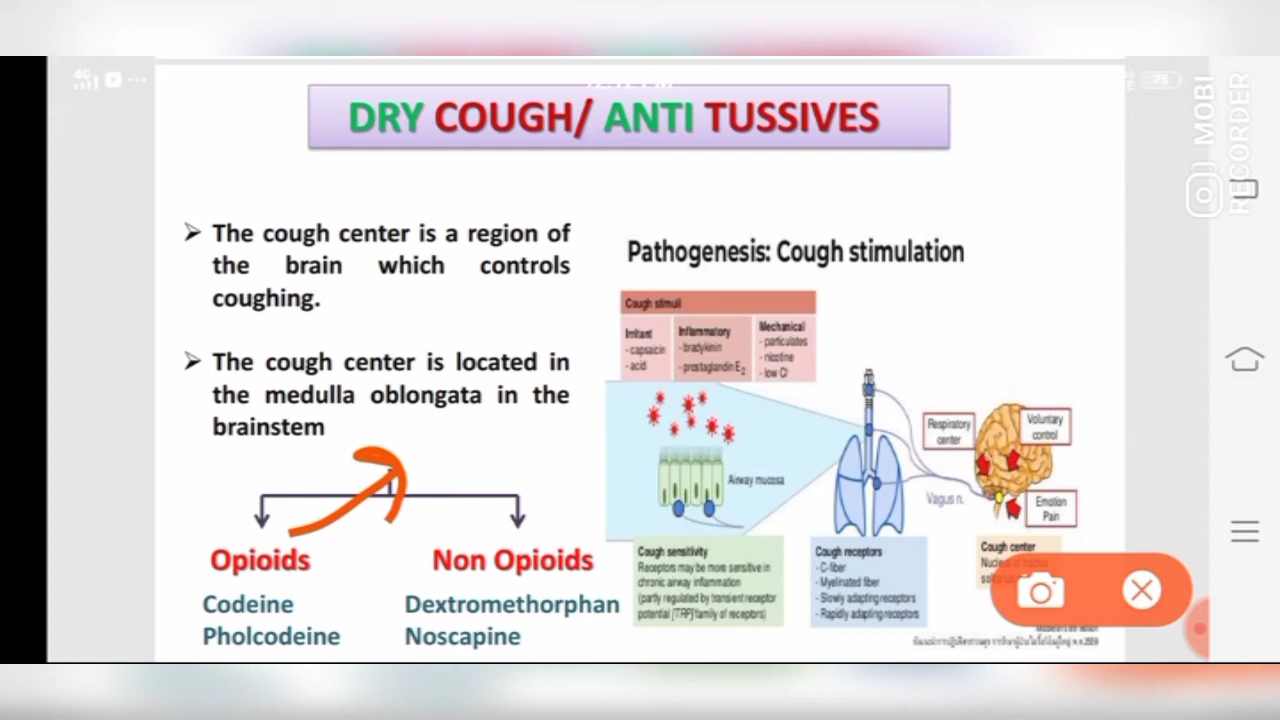 4G
75
MOBI
RECORDER
DRY COUGH/ ANTI TUSSIVES
➢ The cough center is a region of
the brain which controls
coughing.
➢ The cough center is located in
the medulla oblongata in the
brainstem
Opioids
Codeine
Pholcodeine
Non Opioids
Dextromethorphan
Noscapine
Pathogenesis: Cough stimulation
Cough stimuli
Irritant
- capsaicin
- acid
Inflammatory
- bradykinin
- prostaglandin E2
Mechanical
- particulates
- nicotine
- low Cl-
Airway mucosa
Respiratory
center
Voluntary
control
Vagus n.
Emotion
Pain
Cough sensitivity
Receptors may be more sensitive in
chronic airway inflammation
(partly regulated by transient receptor
potential [TRP] family of receptors)
Cough receptors
- C-fiber
- Myelinated fiber
- Slowly adapting receptors
- Rapidly adapting receptors
Cough center